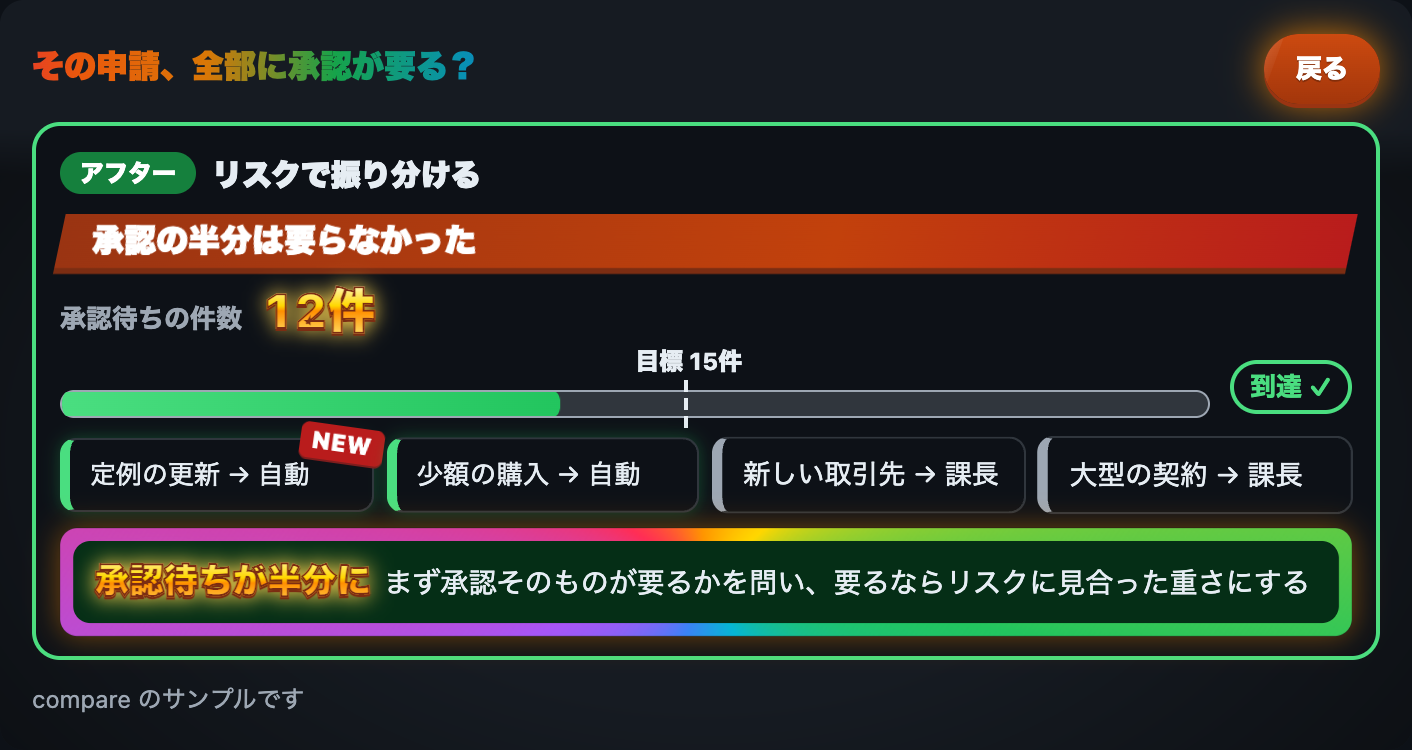 その申請、全部に承認が要る？
戻る
アフター リスクで振り分ける
承認の半分は要らなかった
承認待ちの件数 12件
目標 15件
到達 ✓
NEW
定例の更新 → 自動
少額の購入 → 自動
新しい取引先 → 課長
大型の契約 → 課長
承認待ちが半分に まず承認そのものが要るかを問い、要るならリスクに見合った重さにする
compare のサンプルです